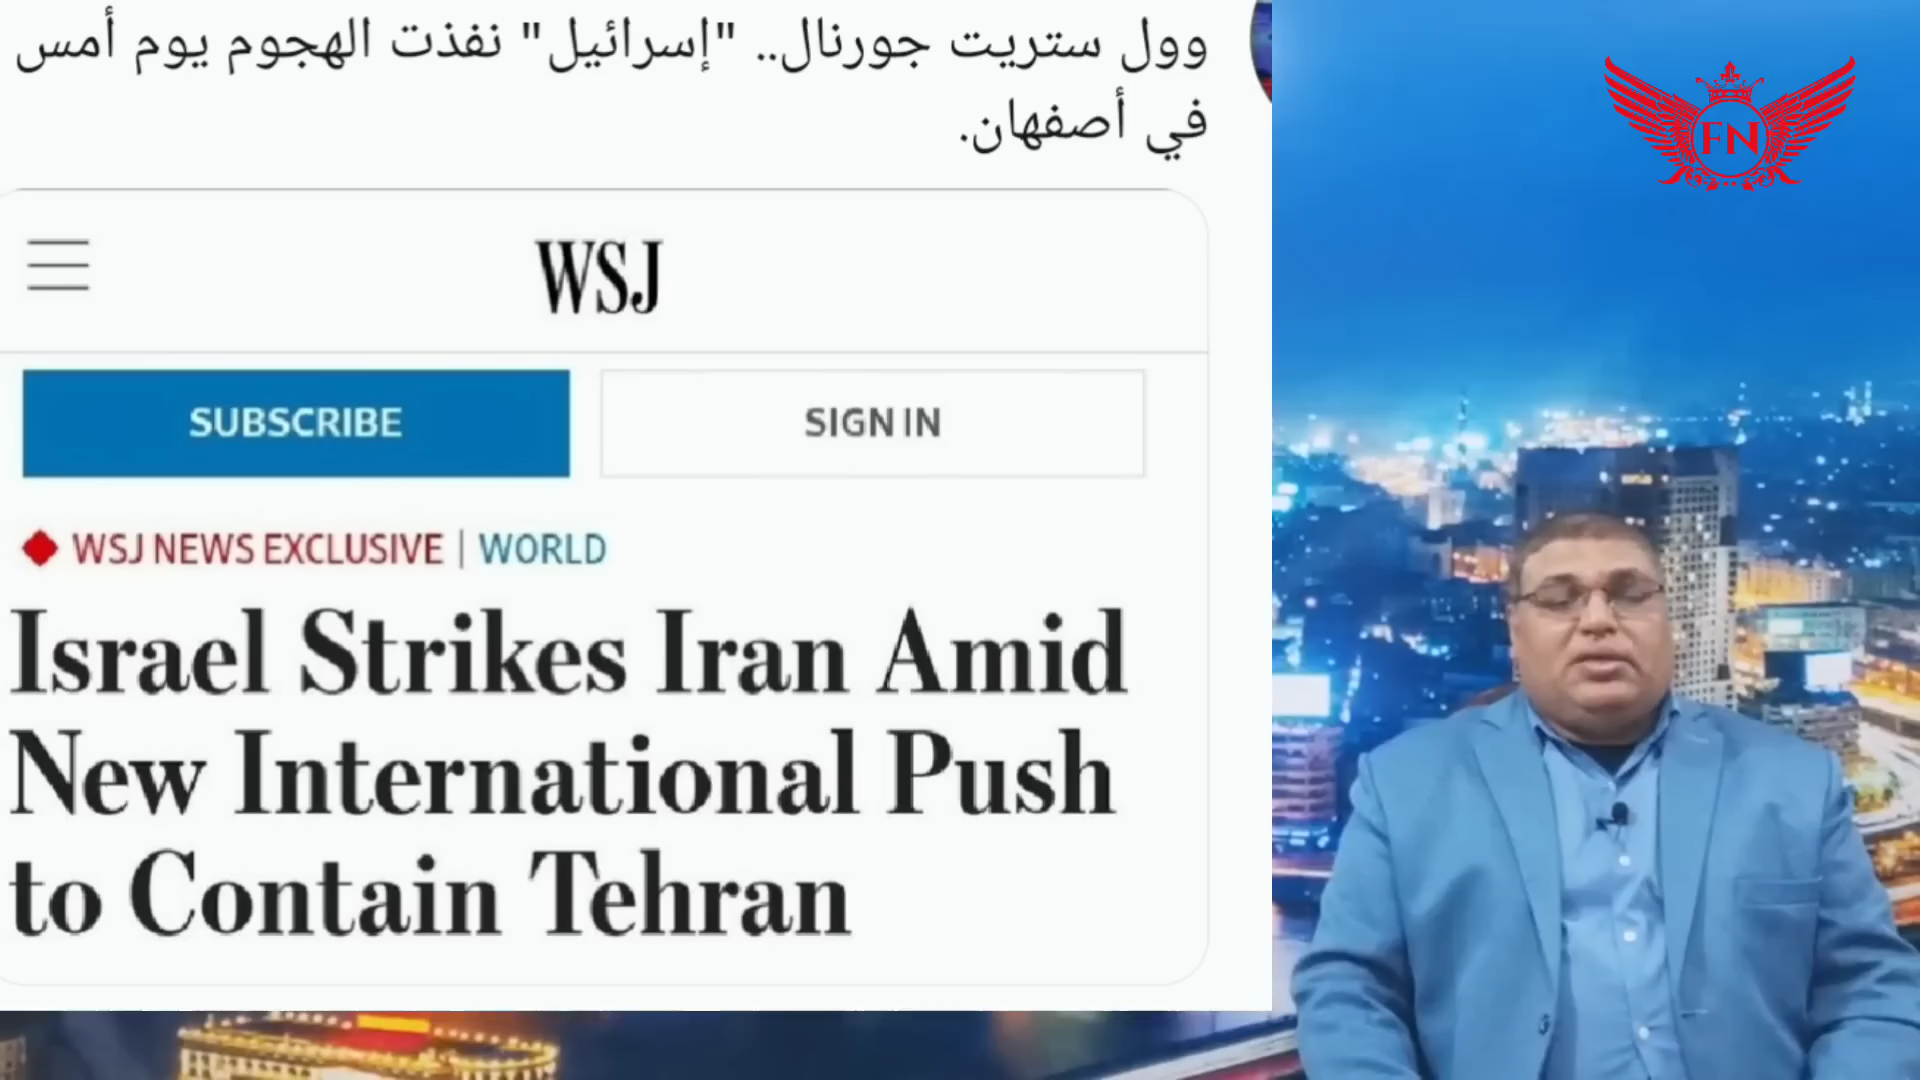 وول ستريت جورنال.. "إسرائيل" نفذت الهجوم يوم أمس
في أصفهان.
WSJ
SUBSCRIBE
SIGN IN
WSJ NEWS EXCLUSIVE | WORLD
Israel Strikes Iran Amid
New International Push
to Contain Tehran
FN